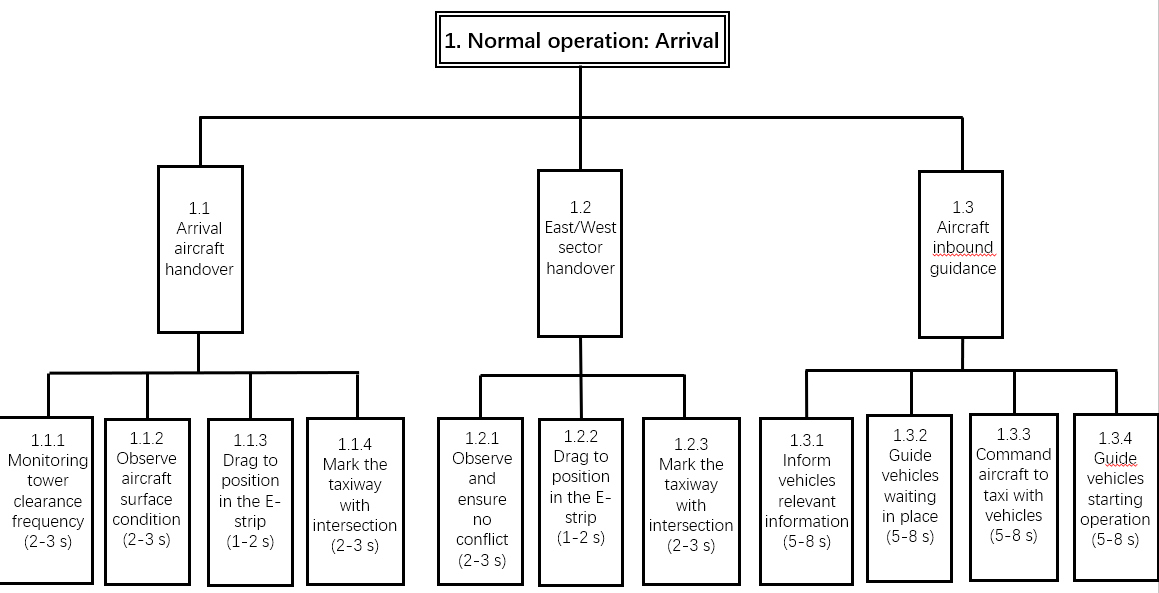 1. Normal operation: Arrival
1.1
Arrival
aircraft
handover
1.2
East/West
sector
handover
1.3
Aircraft
inbound
guidance
1.1.1
Monitoring
tower
clearance
frequency
(2-3 s)
1.1.2
Observe
aircraft
surface
condition
(2-3 s)
1.1.3
Drag to
position
in the E-
strip
(1-2 s)
1.1.4
Mark the
taxiway
with
intersection
(2-3 s)
1.2.1
Observe
and
ensure
no
conflict
(2-3 s)
1.2.2
Drag to
position
in the E-
strip
(1-2 s)
1.2.3
Mark the
taxiway
with
intersection
(2-3 s)
1.3.1
Inform
vehicles
relevant
information
(5-8 s)
1.3.2
Guide
vehicles
waiting
in place
(5-8 s)
1.3.3
Command
aircraft to
taxi with
vehicles
(5-8 s)
1.3.4
Guide
vehicles
starting
operation
(5-8 s)